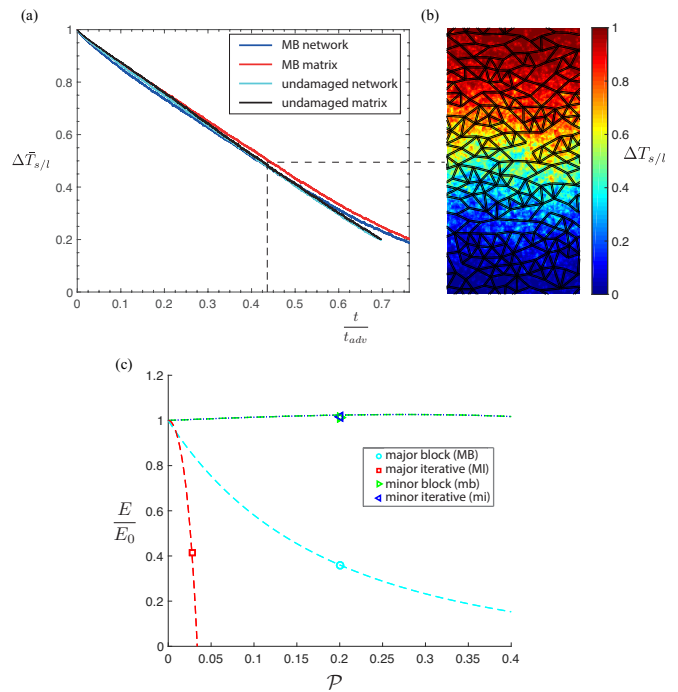 (a)
1
0.8
0.6
0.4
0.2
0
ΔT̄s/l
MB network
MB matrix
undamaged network
undamaged matrix
0 0.1 0.2 0.3 0.4 0.5 0.6 0.7
t
tadv
(b)
1
0.8
0.6
0.4
0.2
0
ΔTs/l
(c)
1.2
1
0.8
0.6
0.4
0.2
0
E
E0
major block (MB)
major iterative (MI)
minor block (mb)
minor iterative (mi)
0 0.05 0.1 0.15 0.2 0.25 0.3 0.35 0.4
𝒫